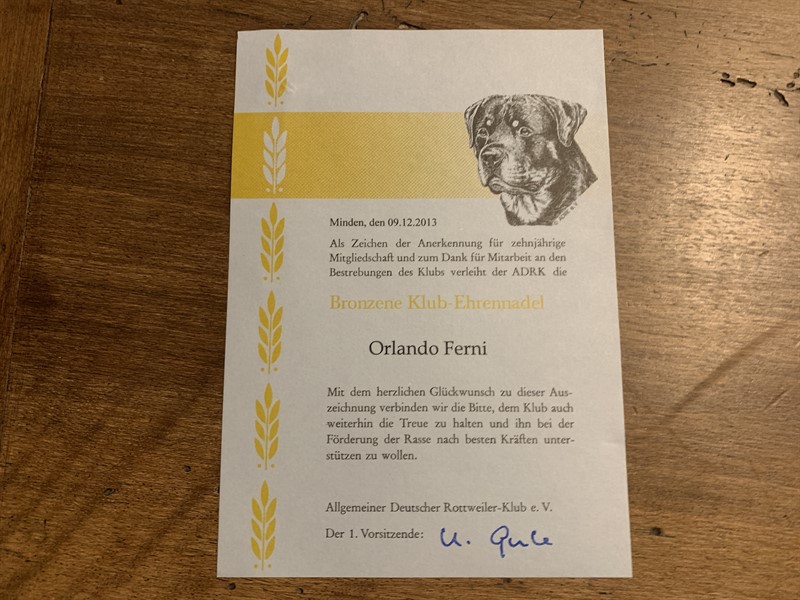 Minden, den 09.12.2013
Als Zeichen der Anerkennung für zehnjährige
Mitgliedschaft und zum Dank für Mitarbeit an den
Bestrebungen des Klubs verleiht der ADRK die
Bronzene Klub-Ehrennadel
Orlando Ferni
Mit dem herzlichen Glückwunsch zu dieser Aus-
zeichnung verbinden wir die Bitte, dem Klub auch
weiterhin die Treue zu halten und ihn bei der
Förderung der Rasse nach besten Kräften unter-
stützen zu wollen.
Allgemeiner Deutscher Rottweiler-Klub e. V.
Der 1. Vorsitzende: